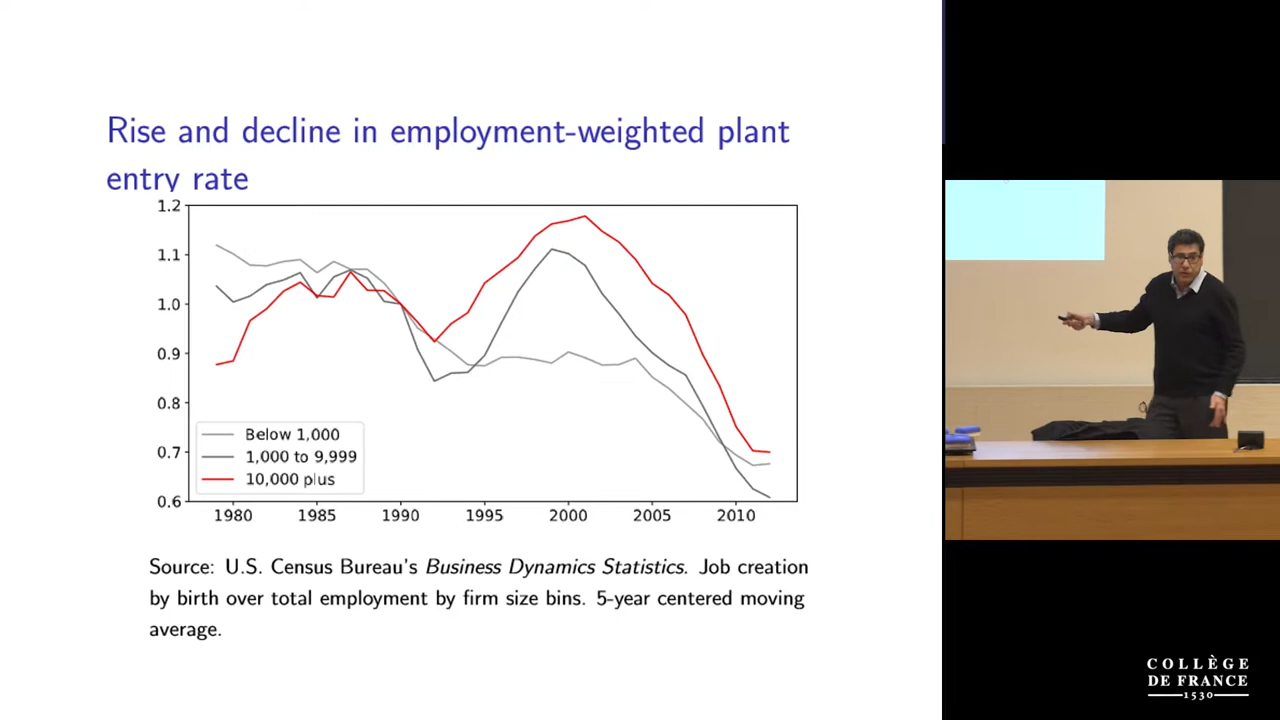 Rise and decline in employment-weighted plant
entry rate
1.2
1.1
1.0
0.9
0.8
0.7
0.6
Below 1,000
1,000 to 9,999
10,000 plus
1980 1985 1990 1995 2000 2005 2010
Source: U.S. Census Bureau's Business Dynamics Statistics. Job creation
by birth over total employment by firm size bins. 5-year centered moving
average.
COLLÈGE
DE FRANCE
1530